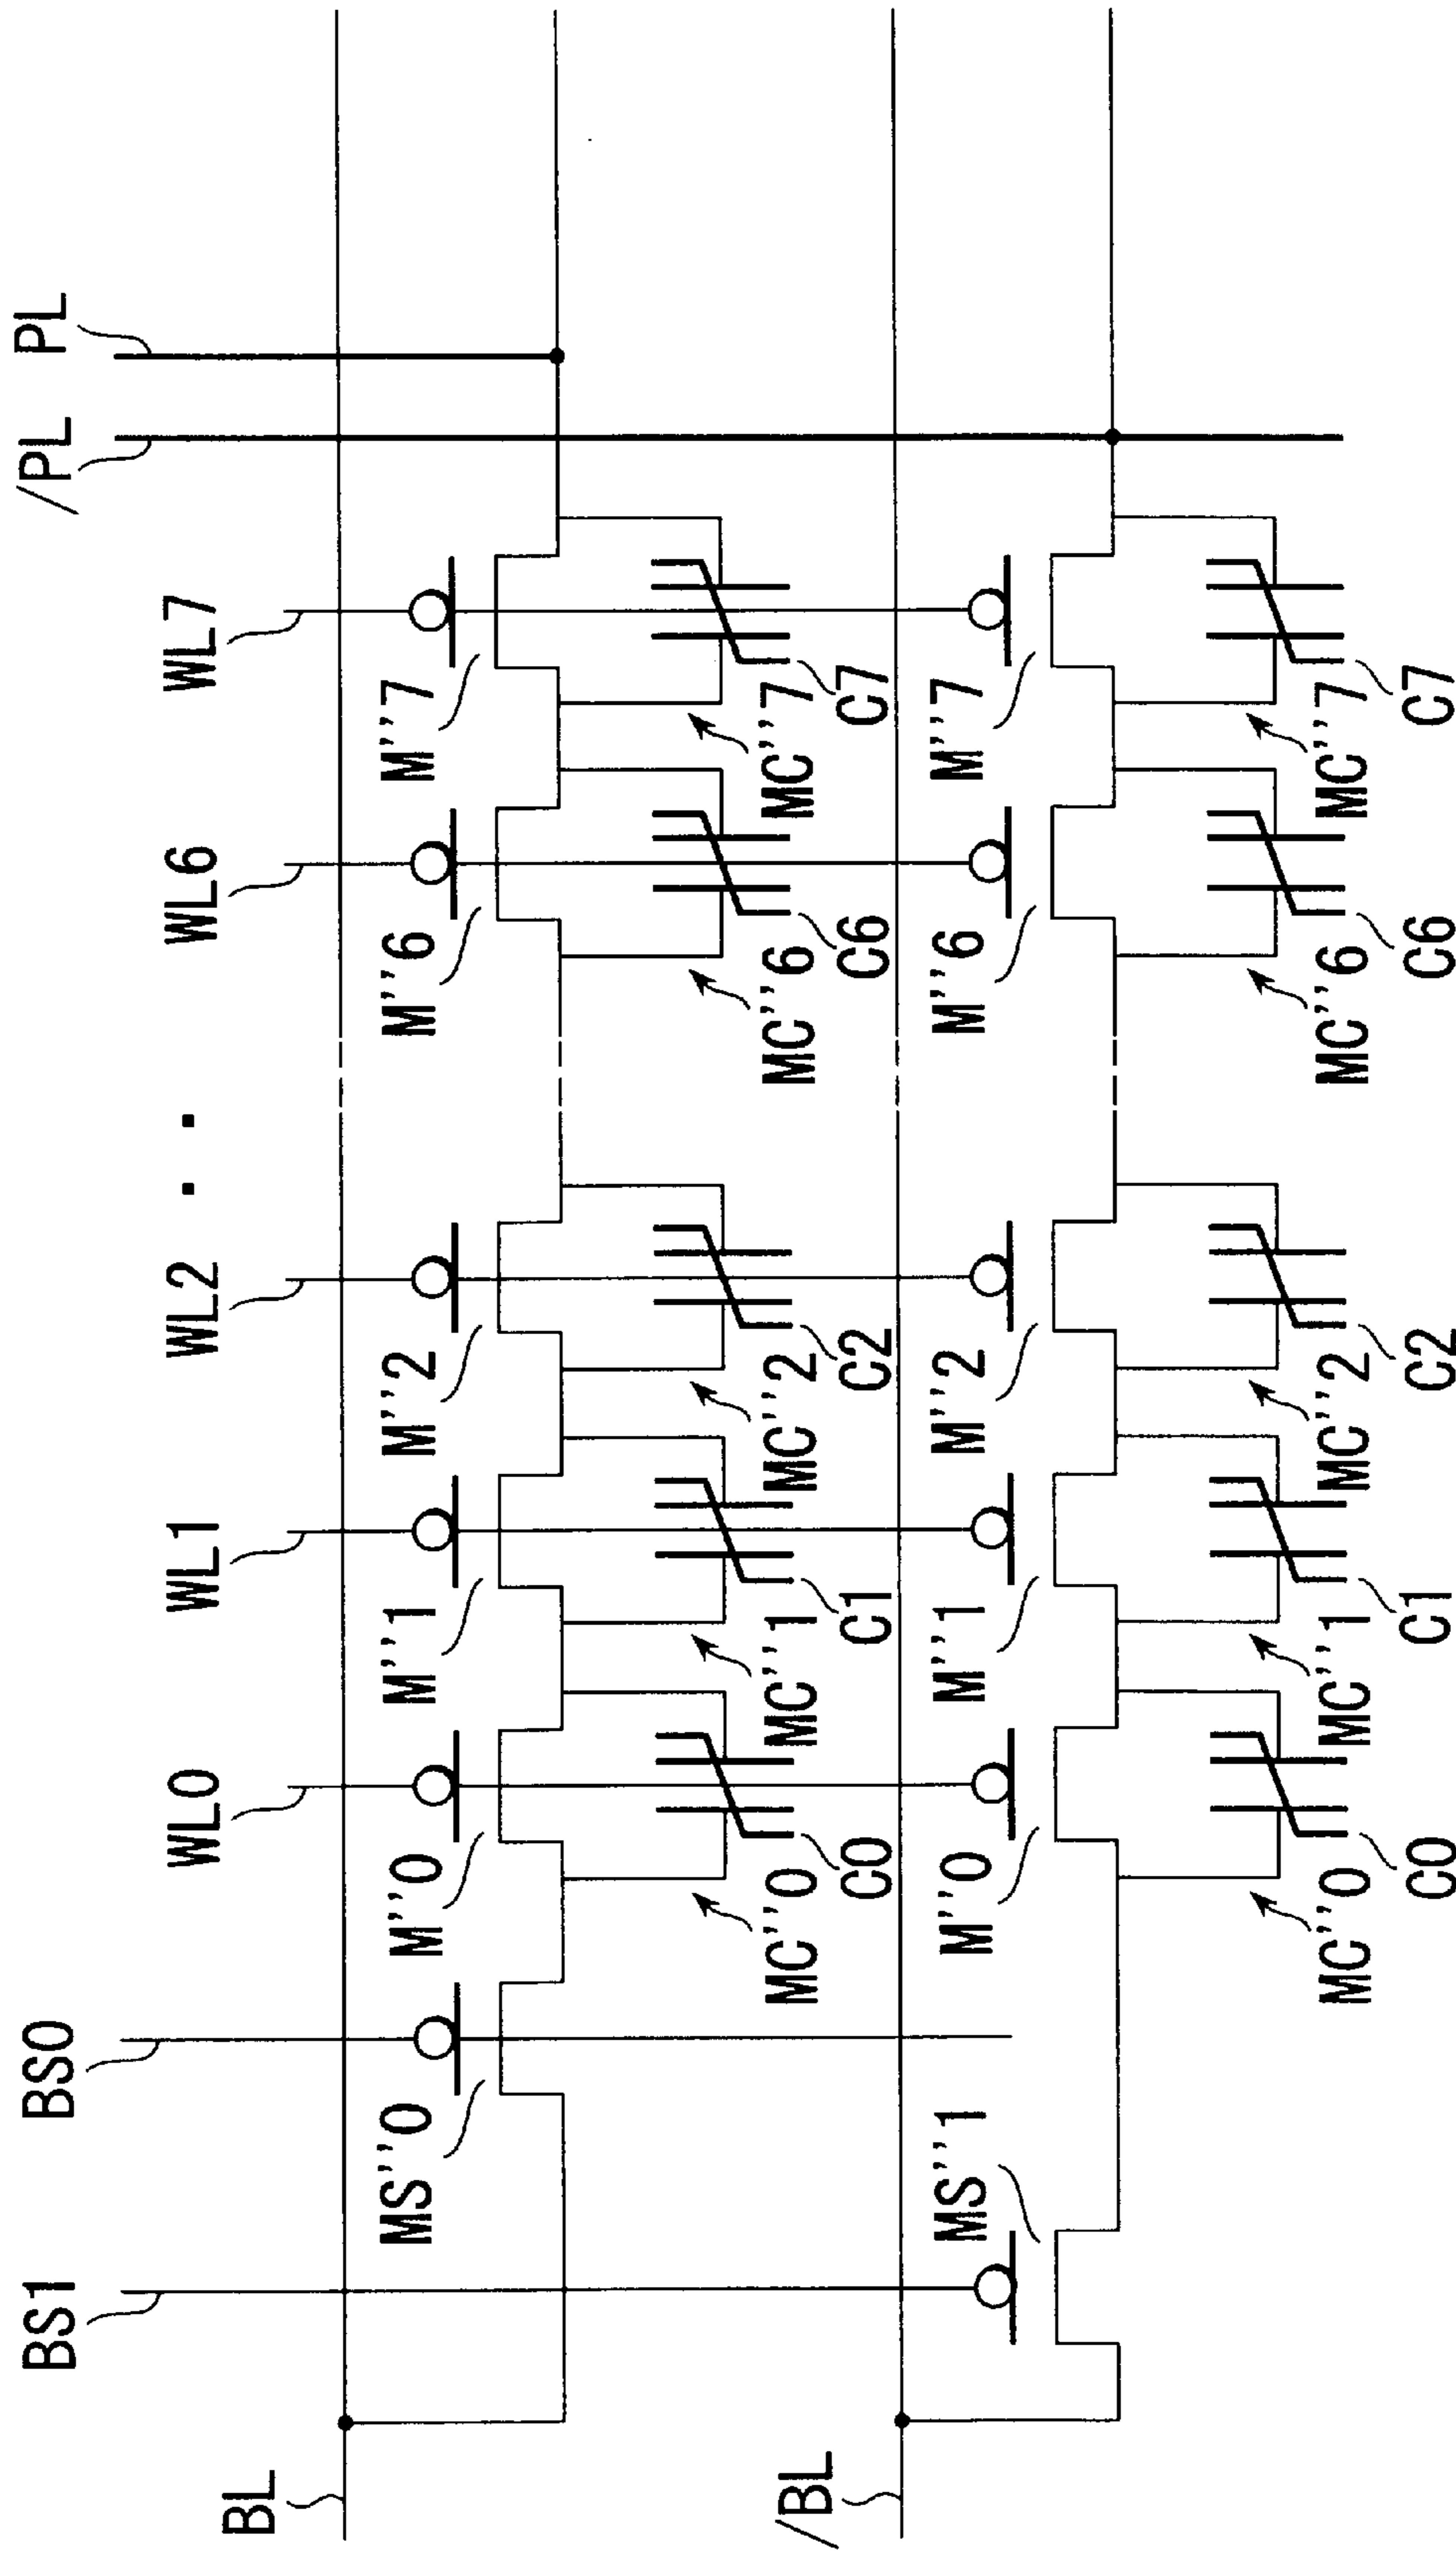 /PL PL
BS1 BS0 WL0 WL1 WL2 · · WL6 WL7
BL
MS''0 M''0 M''1 M''2 M''6 M''7
MC''0 MC''1 MC''2 MC''6 MC''7
C0 C1 C2 C6 C7
/BL
MS''1 M''0 M''1 M''2 M''6 M''7
MC''0 MC''1 MC''2 MC''6 MC''7
C0 C1 C2 C6 C7